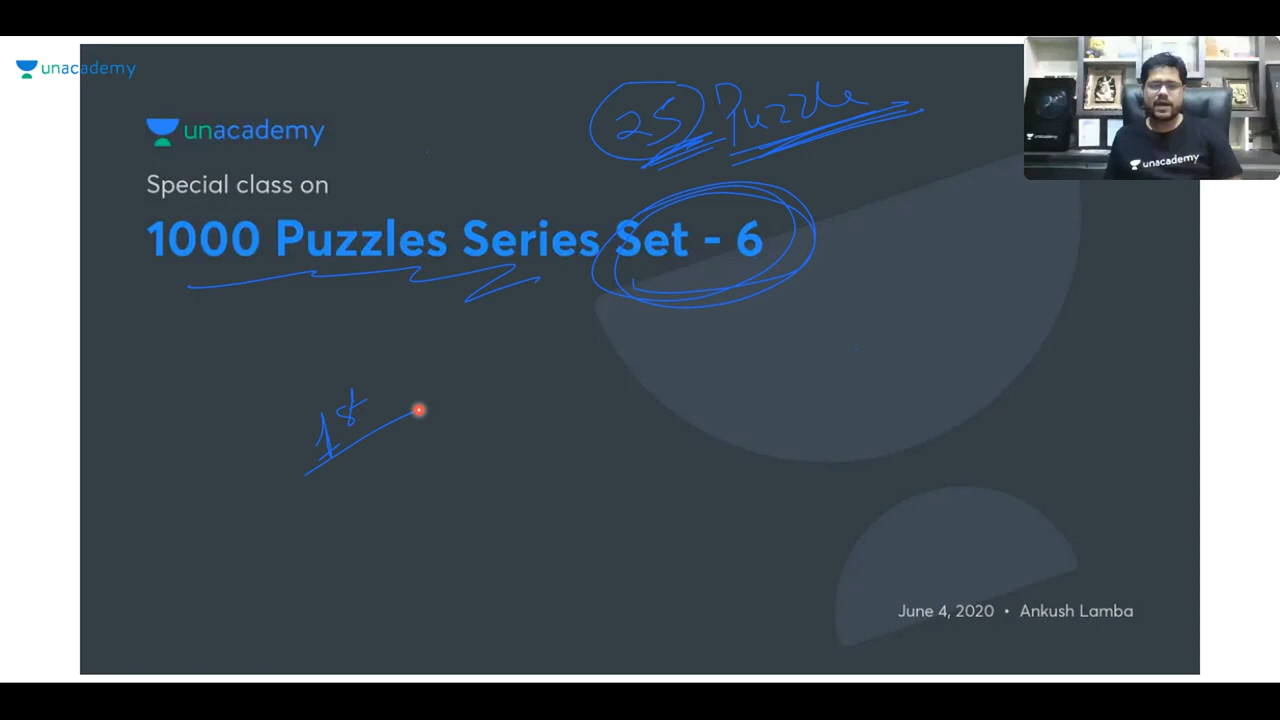 unacademy
25 Puzzle
unacademy
Special class on
1000 Puzzles Series Set - 6
unacademy
1st
June 4, 2020 • Ankush Lamba